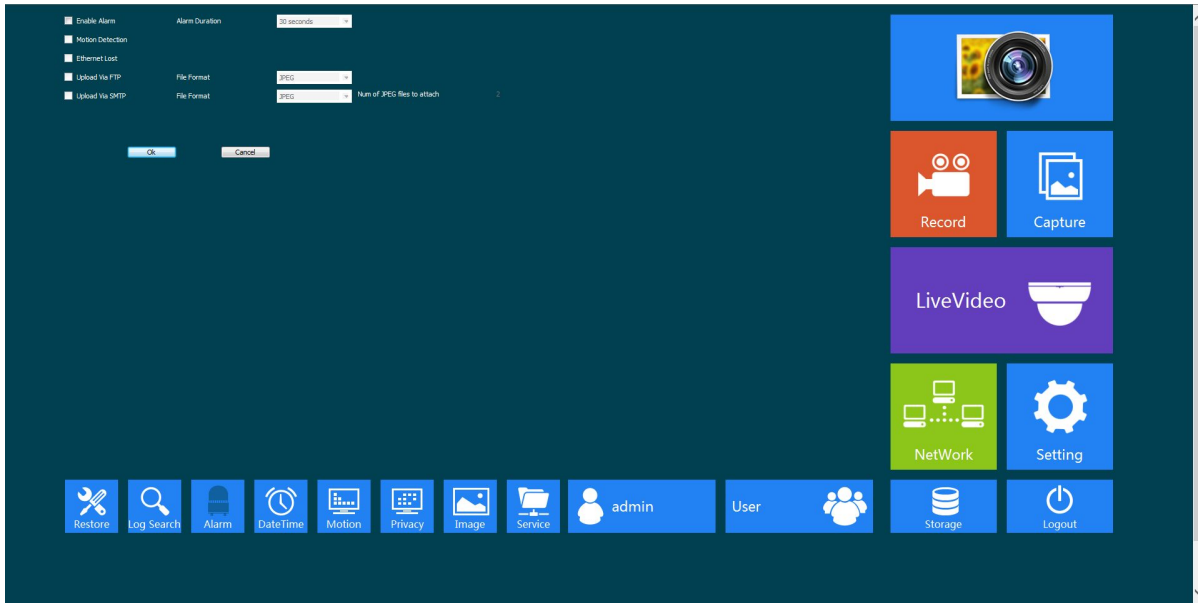 Enable Alarm Alarm Duration 30 seconds
Motion Detection
Ethernet Lost
Upload Via FTP File Format JPEG
Upload Via SMTP File Format JPEG Num of JPEG files to attach 2
Ok Cancel
Record Capture
LiveVideo
NetWork Setting
Restore Log Search Alarm DateTime Motion Privacy Image Service admin User Storage Logout